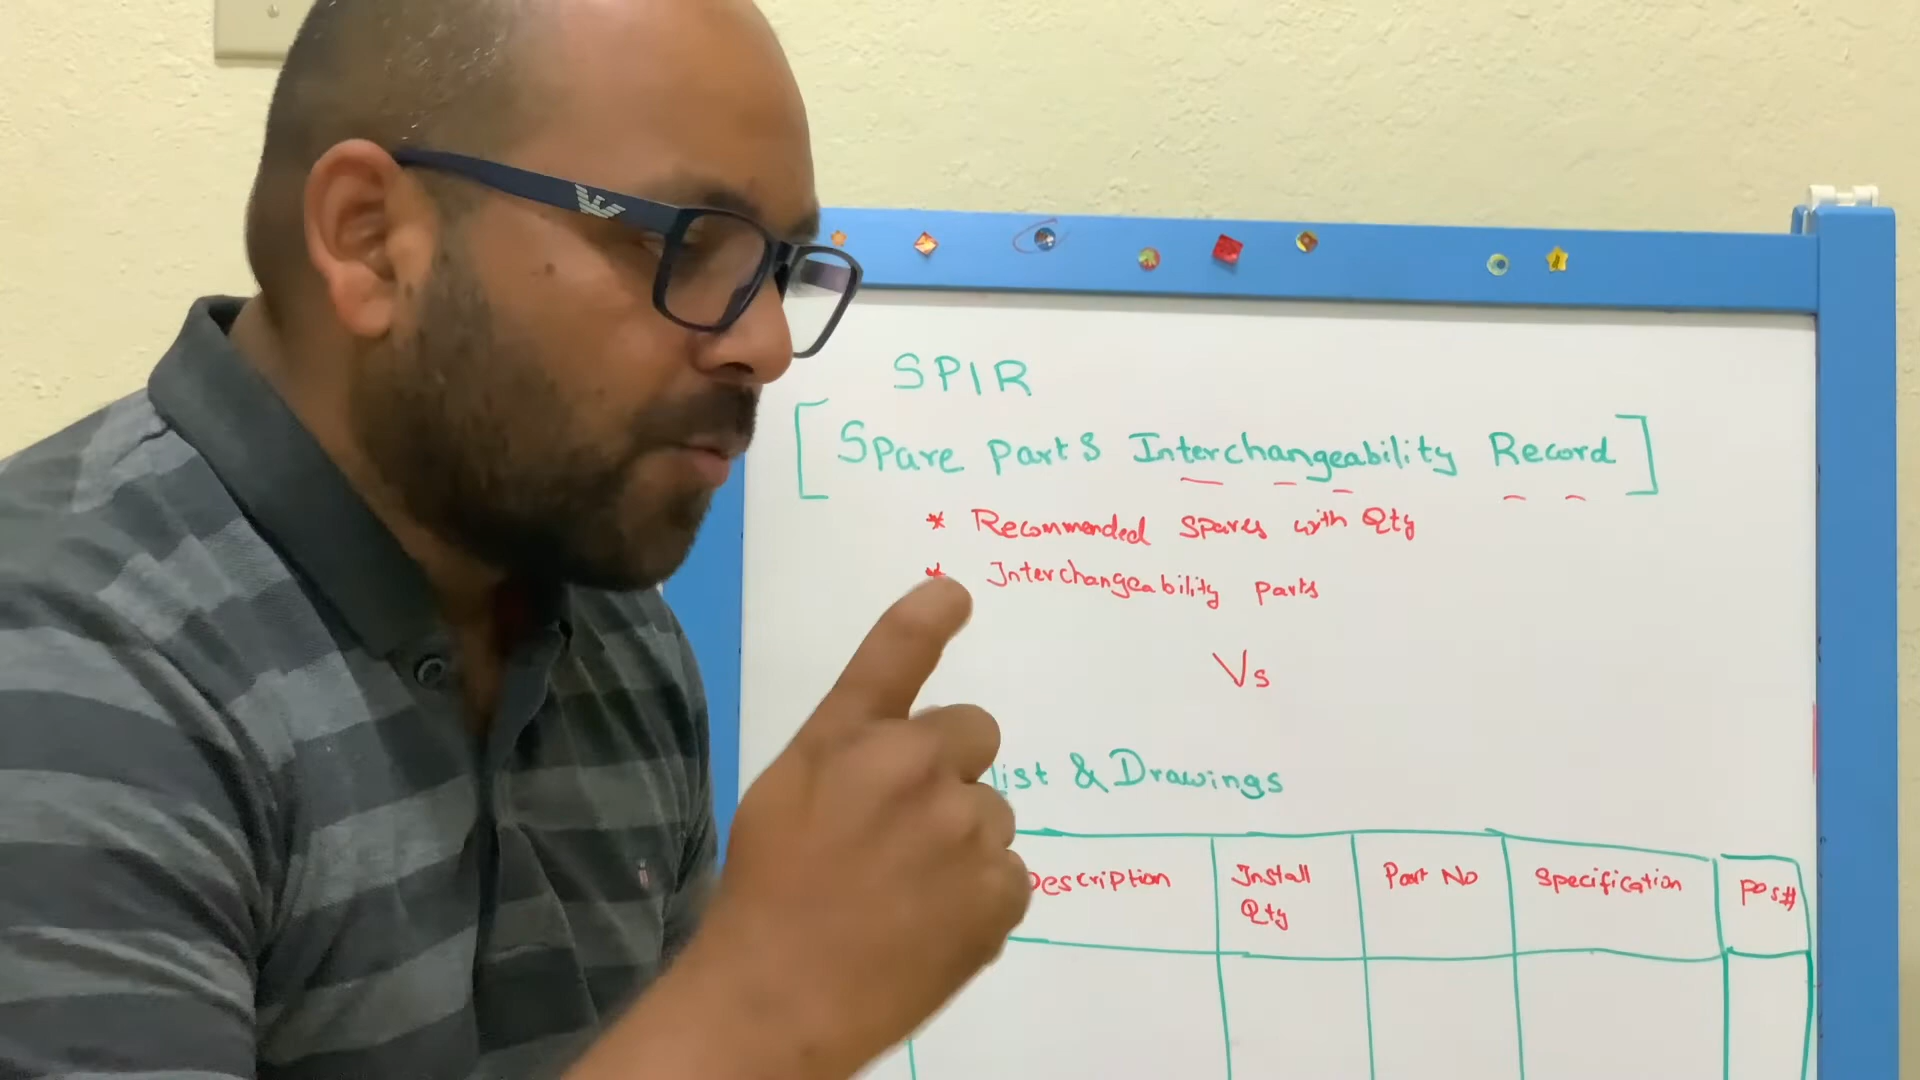 SPIR
[Spare Parts Interchangeability Record]
* Recommended Spares with Qty
* Interchangeability parts
Vs
list & Drawings
Description
Install Qty
Part No
Specification
Pos#